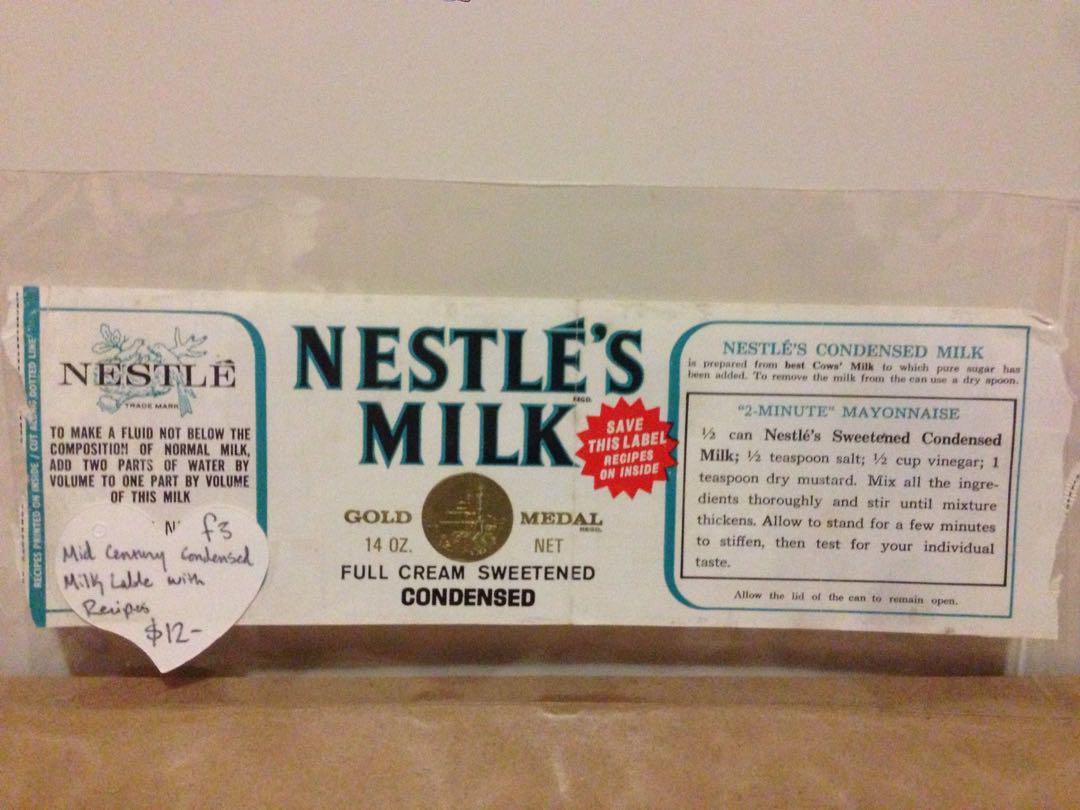 RECIPES PRINTED ON INSIDE / CUT ALONG DOTTED LINE
NESTLÉ
TRADE MARK
TO MAKE A FLUID NOT BELOW THE
COMPOSITION OF NORMAL MILK,
ADD TWO PARTS OF WATER BY
VOLUME TO ONE PART BY VOLUME
OF THIS MILK
f3
Mid Century Condensed
Milk Lable with
Recipes
$12-
NESTLÉ'S
REGD.
MILK
SAVE
THIS LABEL
RECIPES
ON INSIDE
GOLD MEDAL
REGD.
14 OZ. NET
FULL CREAM SWEETENED
CONDENSED
NESTLÉ'S CONDENSED MILK
is prepared from best Cows' Milk to which pure sugar has
been added. To remove the milk from the can use a dry spoon.
"2-MINUTE" MAYONNAISE
½ can Nestlé's Sweetened Condensed
Milk; ½ teaspoon salt; ½ cup vinegar; 1
teaspoon dry mustard. Mix all the ingre-
dients thoroughly and stir until mixture
thickens. Allow to stand for a few minutes
to stiffen, then test for your individual
taste.
Allow the lid of the can to remain open.